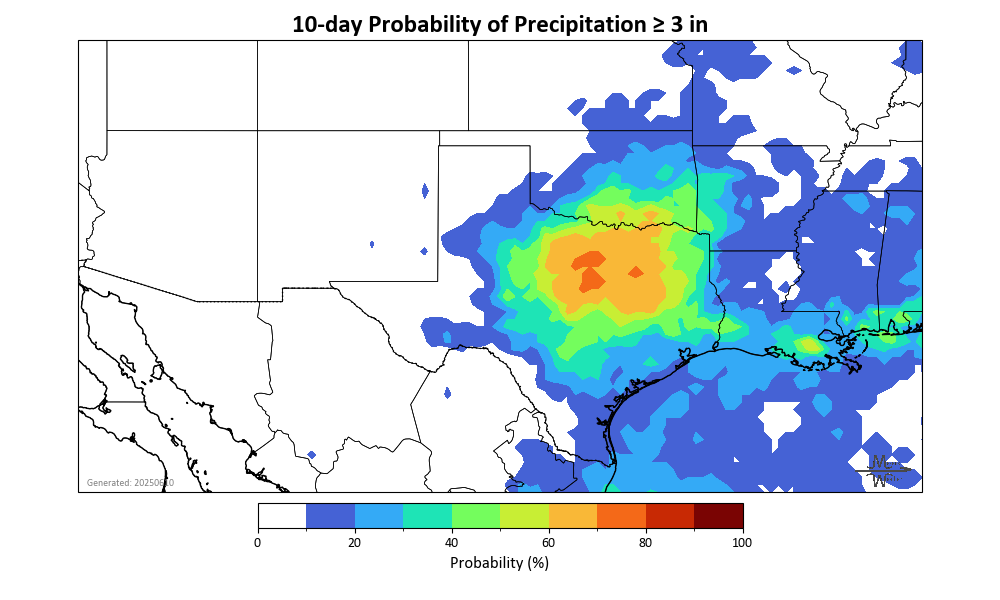 10-day Probability of Precipitation ≥ 3 in
Generated: 20250610
0 20 40 60 80 100
Probability (%)